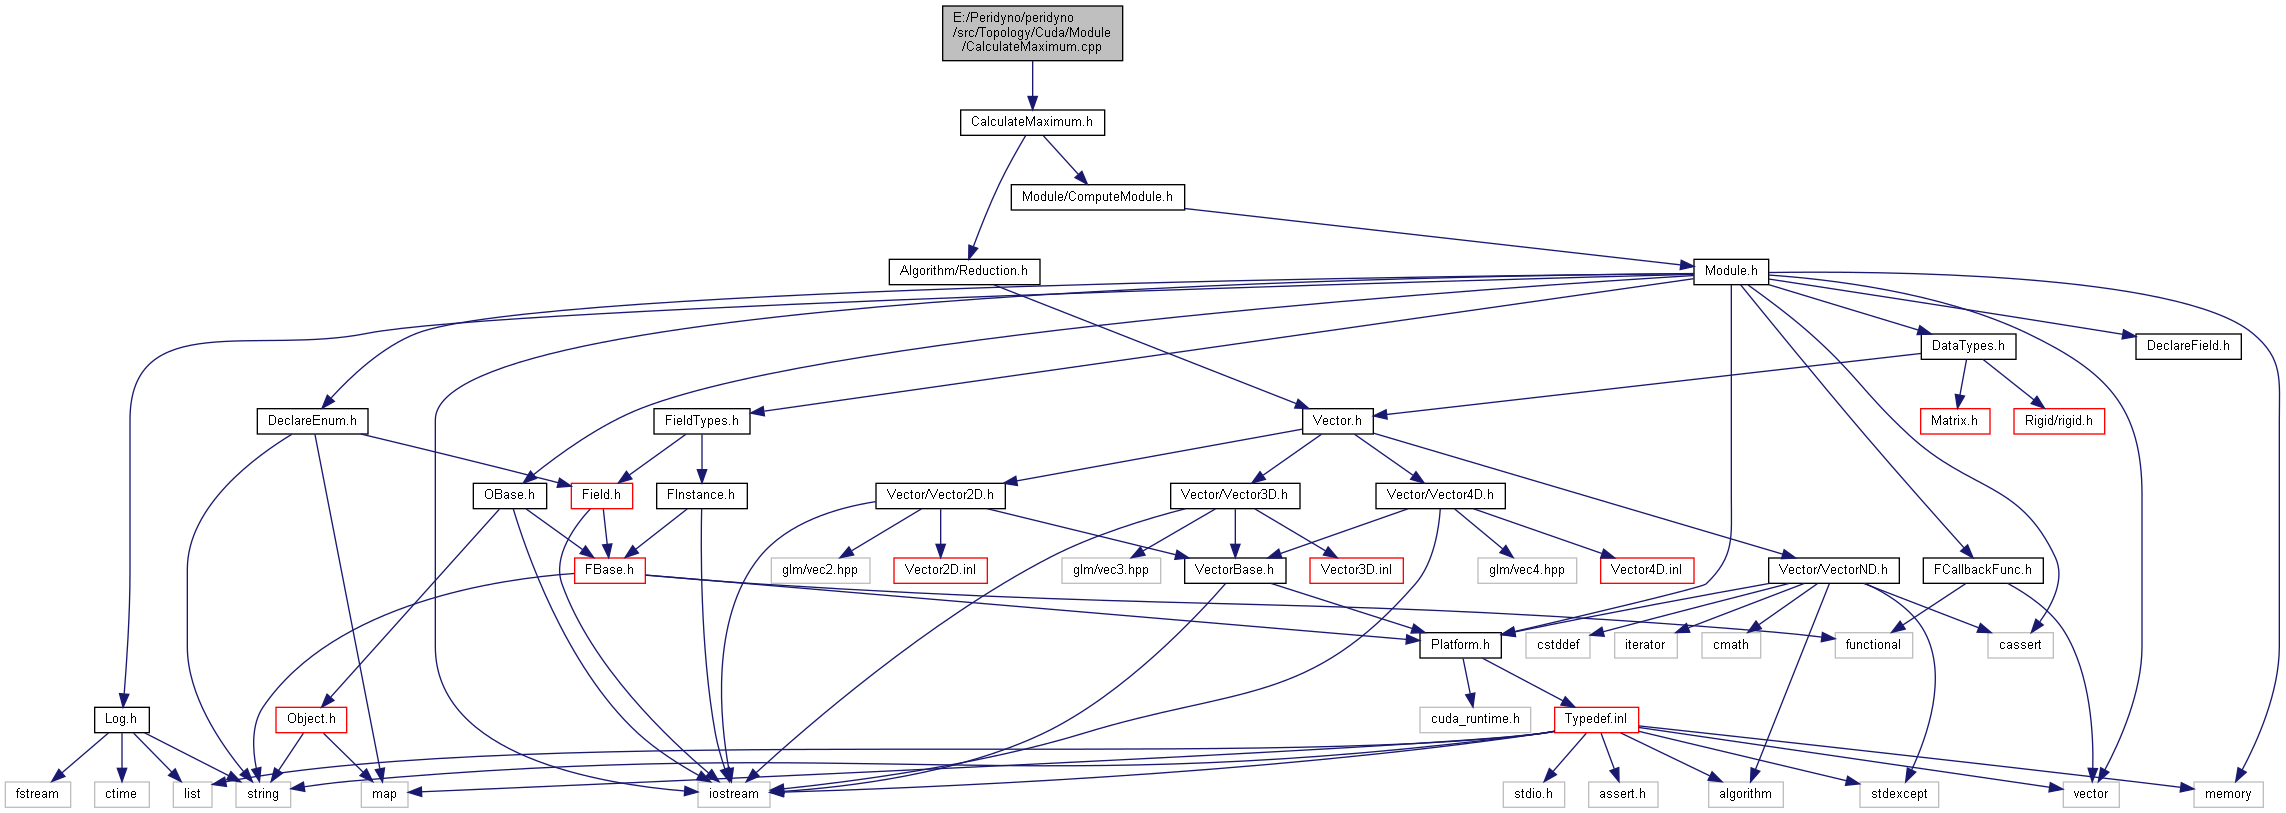 E:/Peridyno/peridyno
/src/Topology/Cuda/Module
/CalculateMaximum.cpp
CalculateMaximum.h
Module/ComputeModule.h
Algorithm/Reduction.h
Module.h
DataTypes.h
DeclareField.h
DeclareEnum.h
FieldTypes.h
Vector.h
Matrix.h
Rigid/rigid.h
OBase.h
Field.h
FInstance.h
Vector/Vector2D.h
Vector/Vector3D.h
Vector/Vector4D.h
FBase.h
glm/vec2.hpp
Vector2D.inl
glm/vec3.hpp
VectorBase.h
Vector3D.inl
glm/vec4.hpp
Vector4D.inl
Vector/VectorND.h
FCallbackFunc.h
Platform.h
cstddef
iterator
cmath
functional
cassert
Log.h
Object.h
cuda_runtime.h
Typedef.inl
fstream
ctime
list
string
map
iostream
stdio.h
assert.h
algorithm
stdexcept
vector
memory